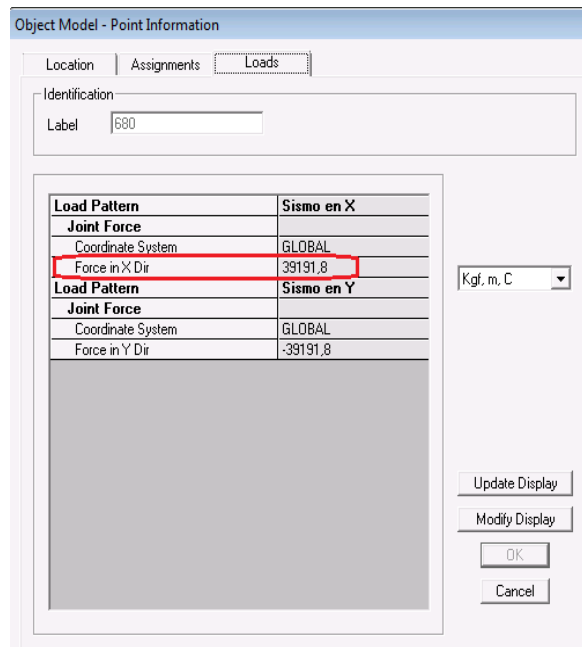 Object Model - Point Information
Location Assignments Loads
Identification
Label 680
Load Pattern Sismo en X
Joint Force
Coordinate System GLOBAL
Force in X Dir 39191,8
Load Pattern Sismo en Y
Joint Force
Coordinate System GLOBAL
Force in Y Dir -39191,8
Kgf, m, C
Update Display
Modify Display
OK
Cancel